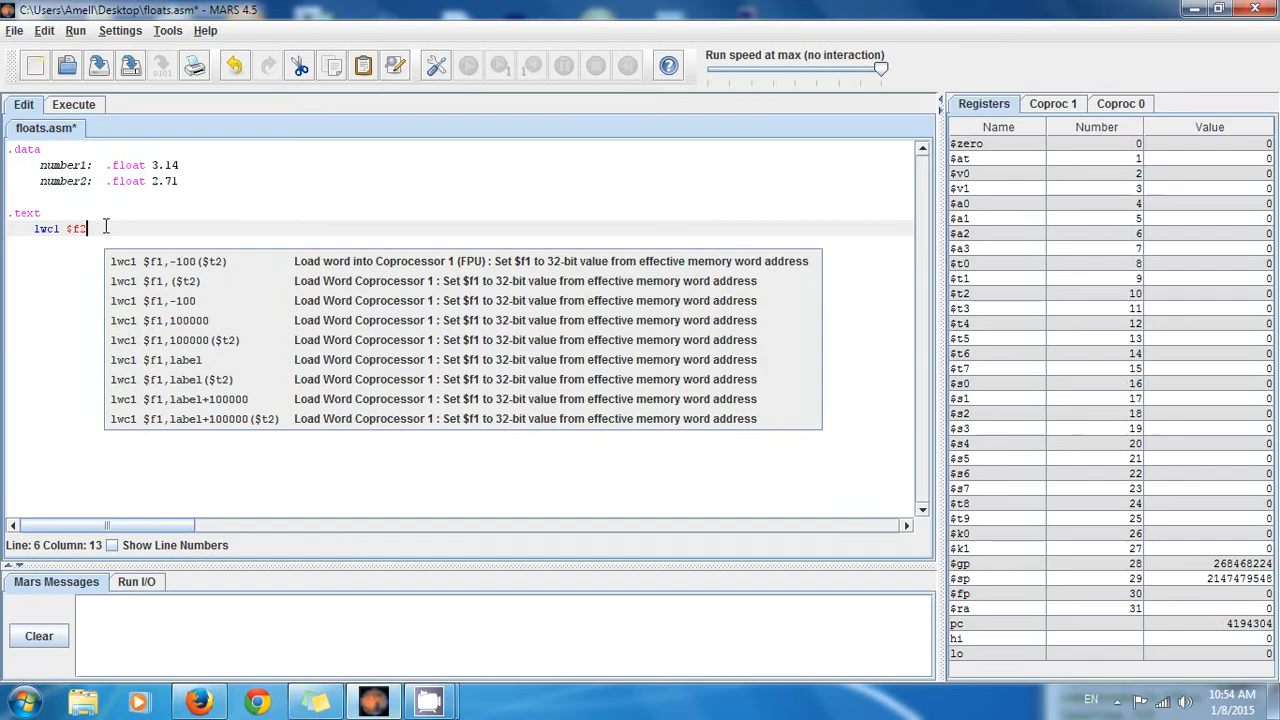 C:\Users\Amell\Desktop\floats.asm* - MARS 4.5
File Edit Run Settings Tools Help
Run speed at max (no interaction)
Edit Execute
floats.asm*
.data
number1: .float 3.14
number2: .float 2.71
.text
lwc1 $f2
lwc1 $f1,-100($t2) Load word into Coprocessor 1 (FPU) : Set $f1 to 32-bit value from effective memory word address
lwc1 $f1,($t2) Load Word Coprocessor 1 : Set $f1 to 32-bit value from effective memory word address
lwc1 $f1,-100 Load Word Coprocessor 1 : Set $f1 to 32-bit value from effective memory word address
lwc1 $f1,100000 Load Word Coprocessor 1 : Set $f1 to 32-bit value from effective memory word address
lwc1 $f1,100000($t2) Load Word Coprocessor 1 : Set $f1 to 32-bit value from effective memory word address
lwc1 $f1,label Load Word Coprocessor 1 : Set $f1 to 32-bit value from effective memory word address
lwc1 $f1,label($t2) Load Word Coprocessor 1 : Set $f1 to 32-bit value from effective memory word address
lwc1 $f1,label+100000 Load Word Coprocessor 1 : Set $f1 to 32-bit value from effective memory word address
lwc1 $f1,label+100000($t2) Load Word Coprocessor 1 : Set $f1 to 32-bit value from effective memory word address
Line: 6 Column: 13 Show Line Numbers
Mars Messages Run I/O
Clear
Registers Coproc 1 Coproc 0
Name Number Value
$zero 0 0
$at 1 0
$v0 2 0
$v1 3 0
$a0 4 0
$a1 5 0
$a2 6 0
$a3 7 0
$t0 8 0
$t1 9 0
$t2 10 0
$t3 11 0
$t4 12 0
$t5 13 0
$t6 14 0
$t7 15 0
$s0 16 0
$s1 17 0
$s2 18 0
$s3 19 0
$s4 20 0
$s5 21 0
$s6 22 0
$s7 23 0
$t8 24 0
$t9 25 0
$k0 26 0
$k1 27 0
$gp 28 268468224
$sp 29 2147479548
$fp 30 0
$ra 31 0
pc 4194304
hi 0
lo 0
EN
10:54 AM
1/8/2015